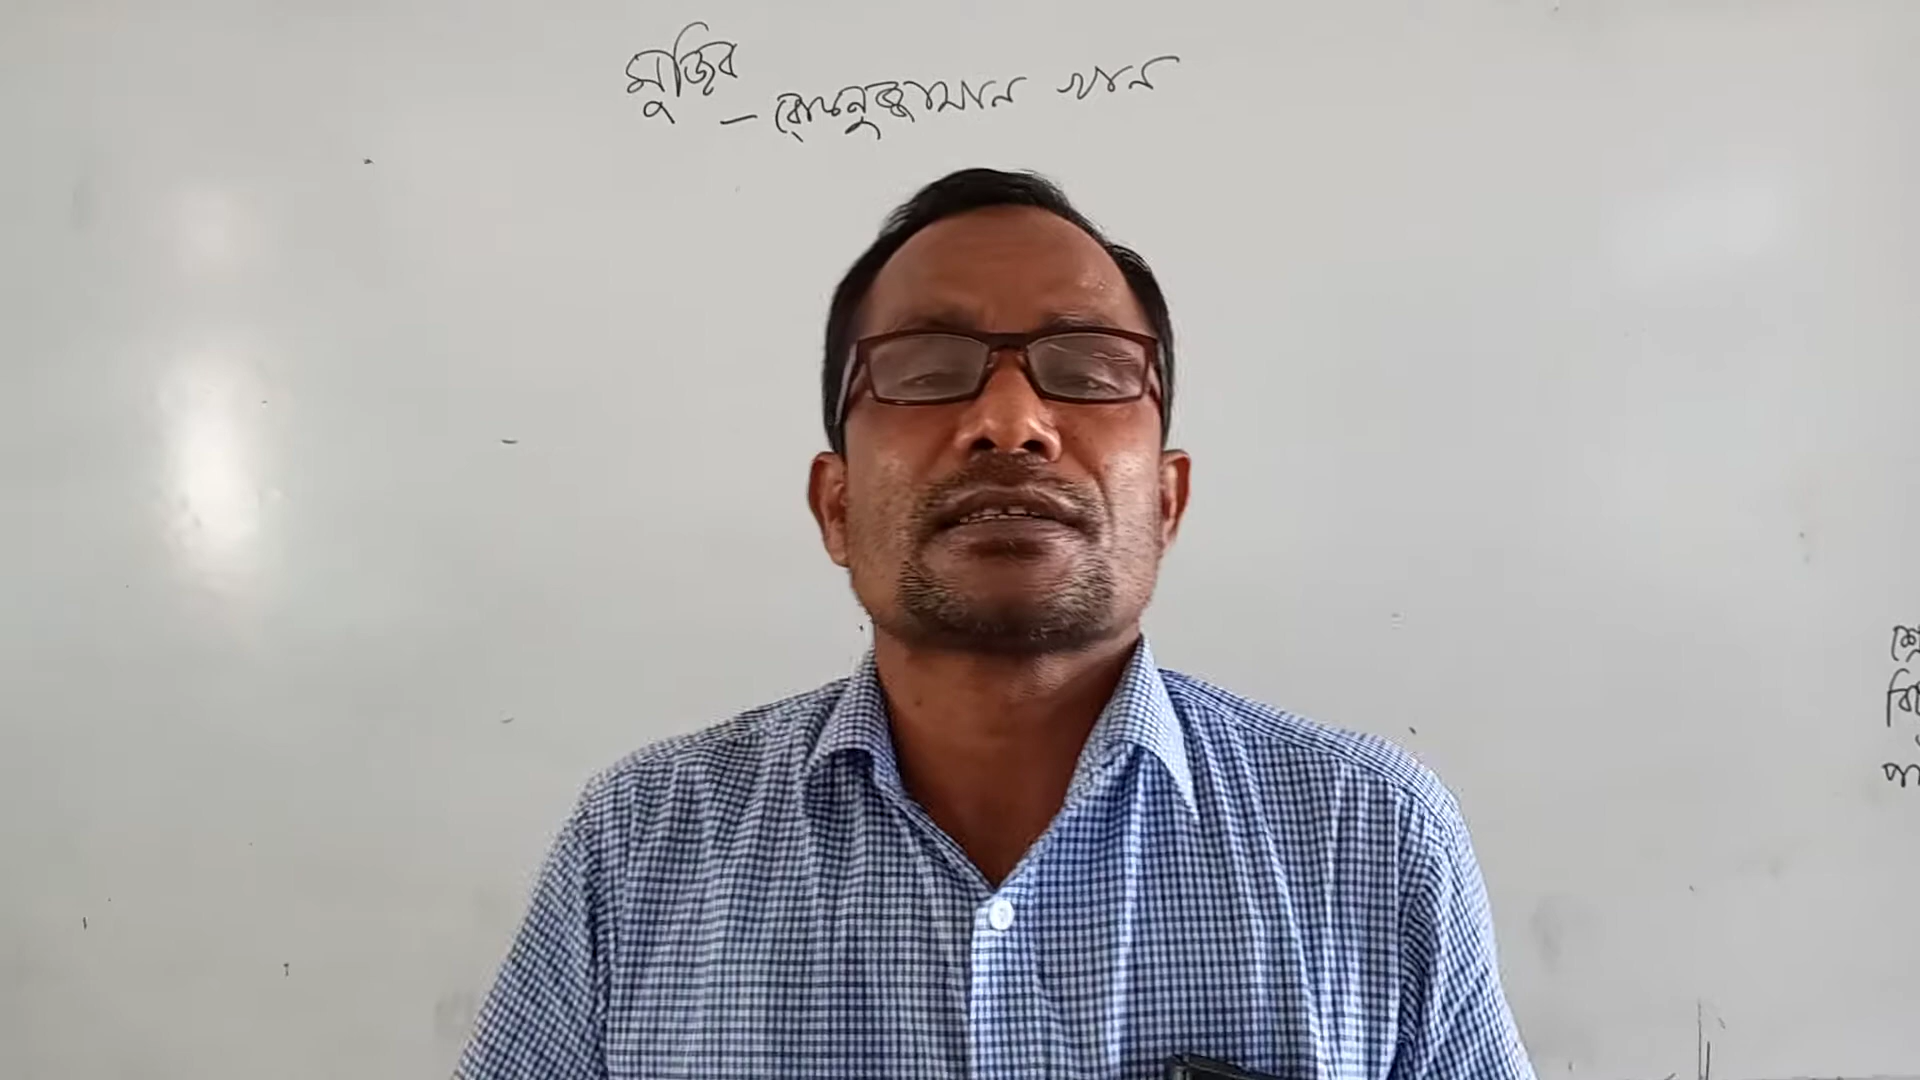 মুজিব
– রোকনুজ্জামান খান
শ্রে
বি
পা